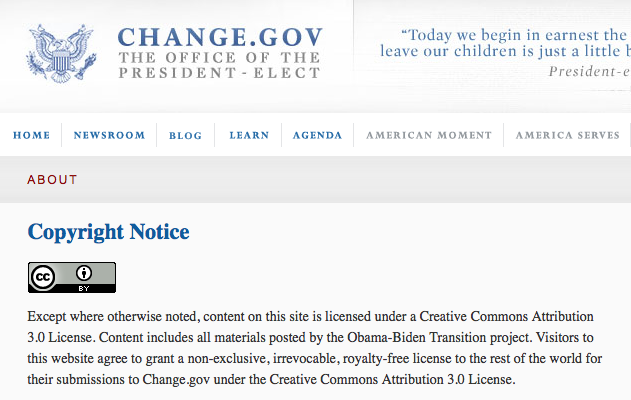 CHANGE.GOV
THE OFFICE OF THE
PRESIDENT-ELECT
“Today we begin in earnest the
leave our children is just a little
President-e
HOME NEWSROOM BLOG LEARN AGENDA AMERICAN MOMENT AMERICA SERVES
ABOUT
Copyright Notice
cc
BY
Except where otherwise noted, content on this site is licensed under a Creative Commons Attribution
3.0 License. Content includes all materials posted by the Obama-Biden Transition project. Visitors to
this website agree to grant a non-exclusive, irrevocable, royalty-free license to the rest of the world for
their submissions to Change.gov under the Creative Commons Attribution 3.0 License.